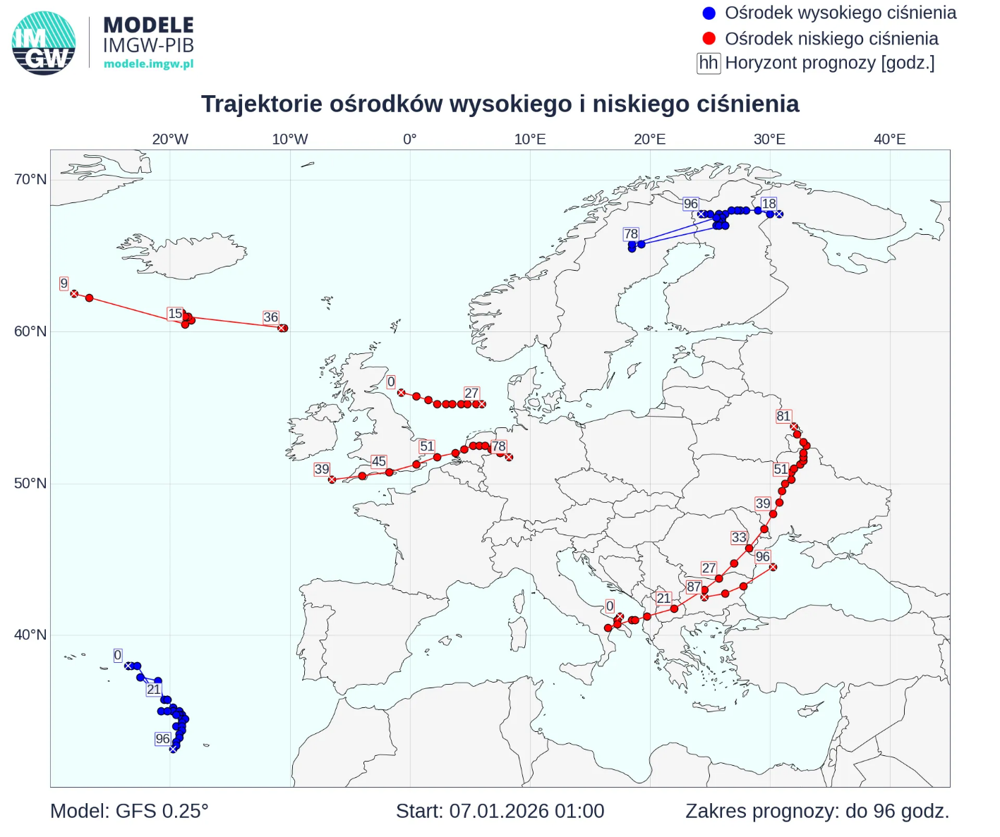 IM
GW
MODELE
IMGW-PIB
modele.imgw.pl
Ośrodek wysokiego ciśnienia
Ośrodek niskiego ciśnienia
hh Horyzont prognozy [godz.]
Trajektorie ośrodków wysokiego i niskiego ciśnienia
20°W 10°W 0° 10°E 20°E 30°E 40°E
70°N
96 18
78
9
15 36
60°N
0 27
81
51 78
45
39 51
50°N
39
33
96
27
87
21
0
40°N
0
21
96
Model: GFS 0.25° Start: 07.01.2026 01:00 Zakres prognozy: do 96 godz.